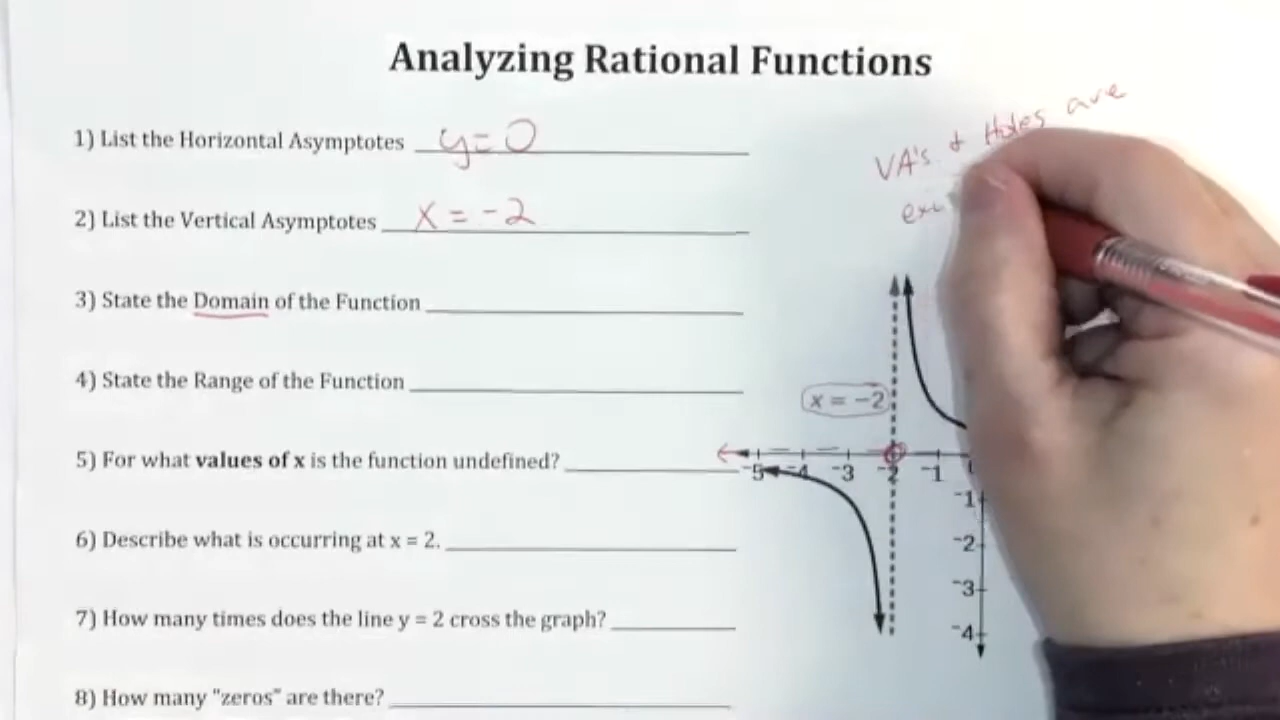 Analyzing Rational Functions
1) List the Horizontal Asymptotes y=0
2) List the Vertical Asymptotes x = -2
3) State the Domain of the Function
4) State the Range of the Function
5) For what values of x is the function undefined?
6) Describe what is occurring at x = 2.
7) How many times does the line y = 2 cross the graph?
8) How many "zeros" are there?
VA's + Holes are
x = -2
-5 -4 -3 -2 -1
-1
-2
-3
-4